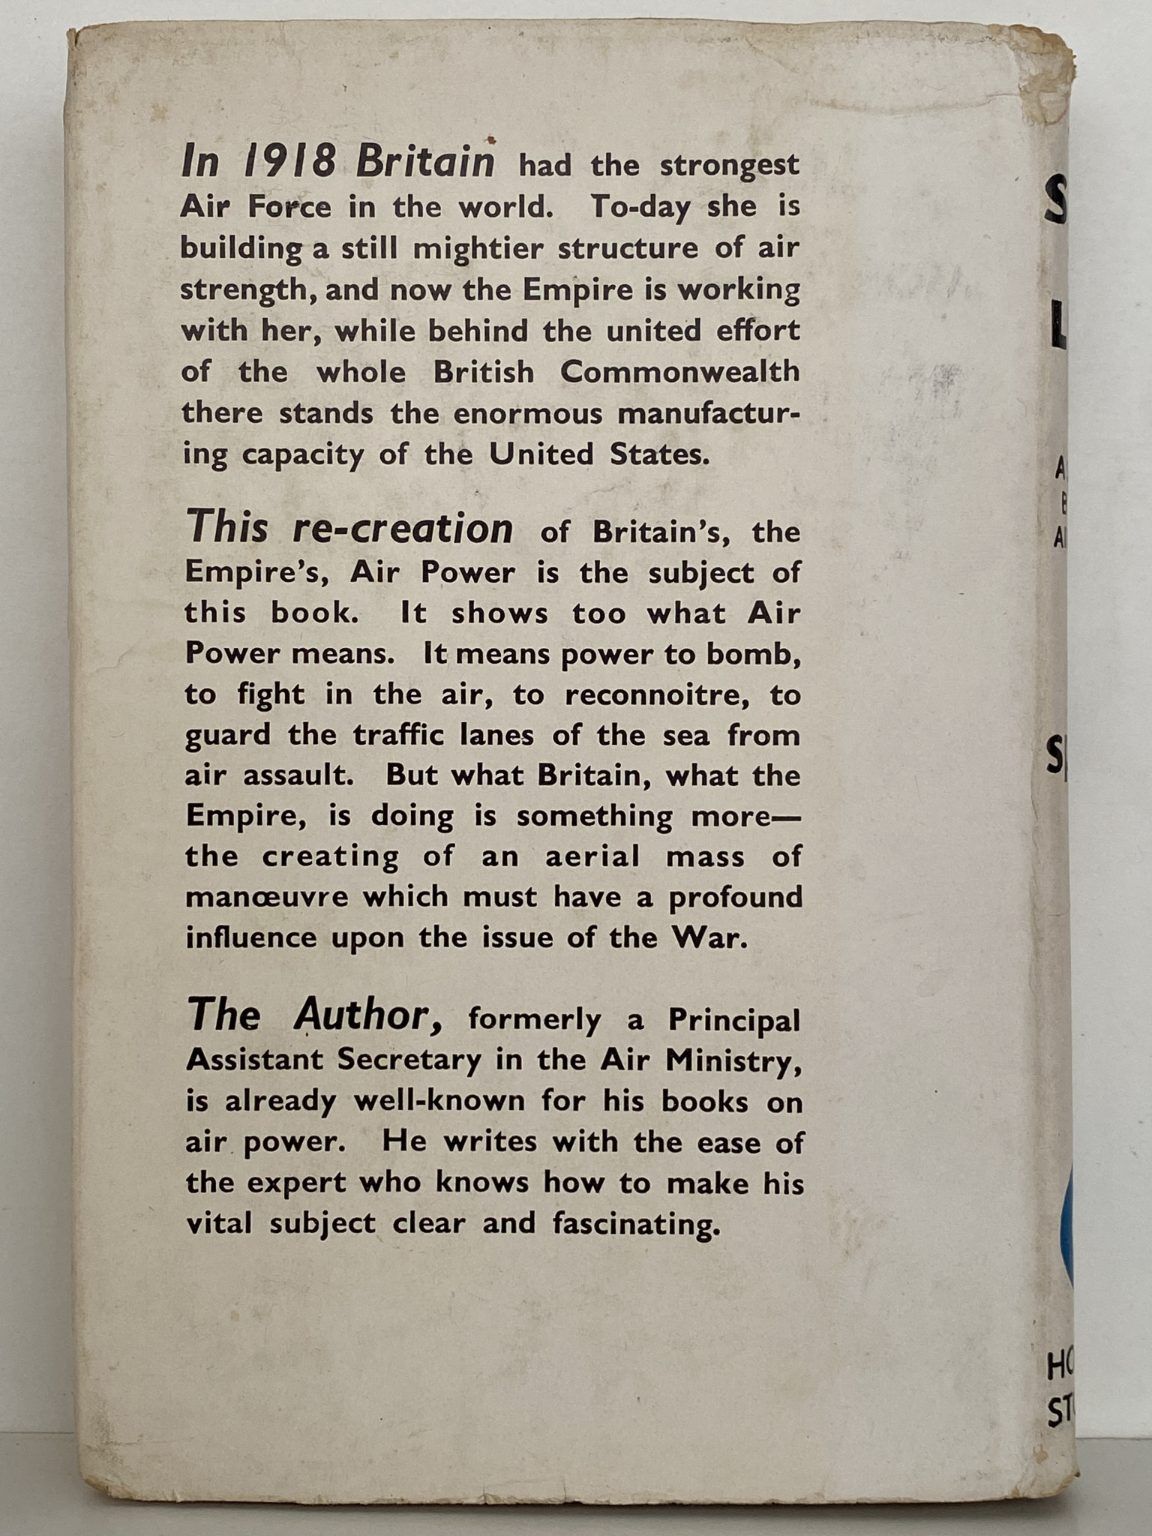 In 1918 Britain had the strongest
Air Force in the world. To-day she is
building a still mightier structure of air
strength, and now the Empire is working
with her, while behind the united effort
of the whole British Commonwealth
there stands the enormous manufactur-
ing capacity of the United States.
This re-creation of Britain's, the
Empire's, Air Power is the subject of
this book. It shows too what Air
Power means. It means power to bomb,
to fight in the air, to reconnoitre, to
guard the traffic lanes of the sea from
air assault. But what Britain, what the
Empire, is doing is something more—
the creating of an aerial mass of
manœuvre which must have a profound
influence upon the issue of the War.
The Author, formerly a Principal
Assistant Secretary in the Air Ministry,
is already well-known for his books on
air power. He writes with the ease of
the expert who knows how to make his
vital subject clear and fascinating.